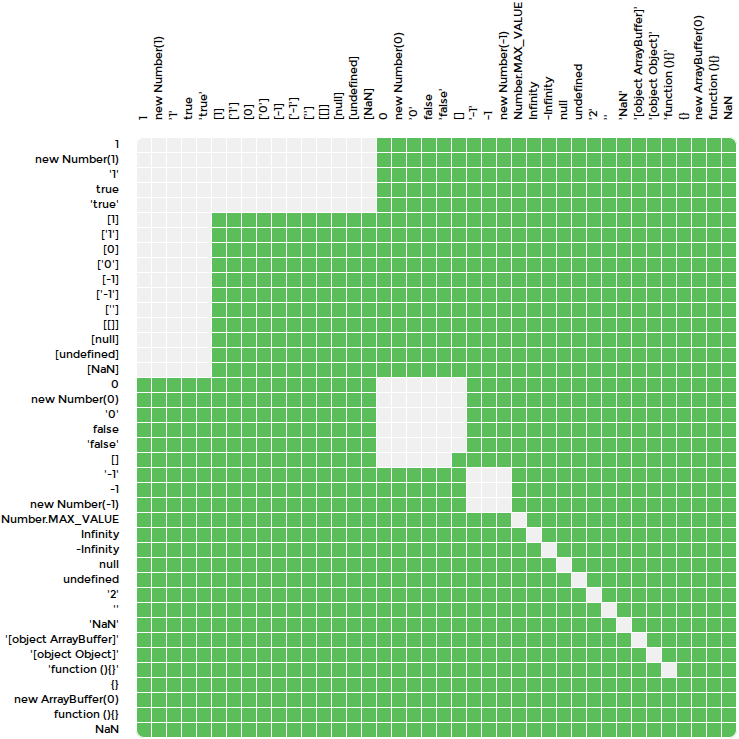 1
new Number(1)
'1'
true
'true'
[1]
['1']
[0]
['0']
[-1]
['-1']
['']
[[]]
[null]
[undefined]
[NaN]
0
new Number(0)
'0'
false
'false'
[]
'-1'
-1
new Number(-1)
Number.MAX_VALUE
Infinity
-Infinity
null
undefined
'2'
''
'NaN'
'[object ArrayBuffer]'
'[object Object]'
'function (){}'
{}
new ArrayBuffer(0)
function (){}
NaN
1
new Number(1)
'1'
true
'true'
[1]
['1']
[0]
['0']
[-1]
['-1']
['']
[[]]
[null]
[undefined]
[NaN]
0
new Number(0)
'0'
false
'false'
[]
'-1'
-1
new Number(-1)
Number.MAX_VALUE
Infinity
-Infinity
null
undefined
'2'
''
'NaN'
'[object ArrayBuffer]'
'[object Object]'
'function (){}'
{}
new ArrayBuffer(0)
function (){}
NaN